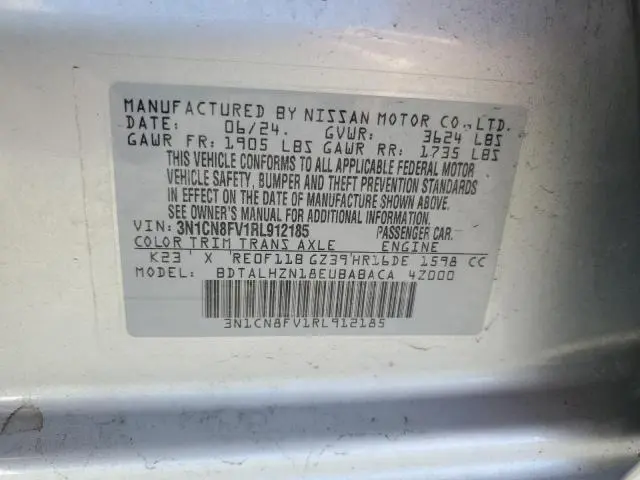 MANUFACTURED BY NISSAN MOTOR CO., LTD.
DATE: 06/24. GVWR: 3624 LBS
GAWR FR: 1905 LBS GAWR RR: 1735 LBS
THIS VEHICLE CONFORMS TO ALL APPLICABLE FEDERAL MOTOR
VEHICLE SAFETY, BUMPER AND THEFT PREVENTION STANDARDS
IN EFFECT ON THE DATE OF MANUFACTURE SHOWN ABOVE.
SEE OWNER'S MANUAL FOR ADDITIONAL INFORMATION.
VIN: 3N1CN8FV1RL912185 PASSENGER CAR.
COLOR TRIM TRANS AXLE ENGINE
K23 X RE0F11B GZ39 HR16DE 1598 CC
MODEL: BDTALHZN18EUBABACA 42000
3N1CN8FV1RL912185